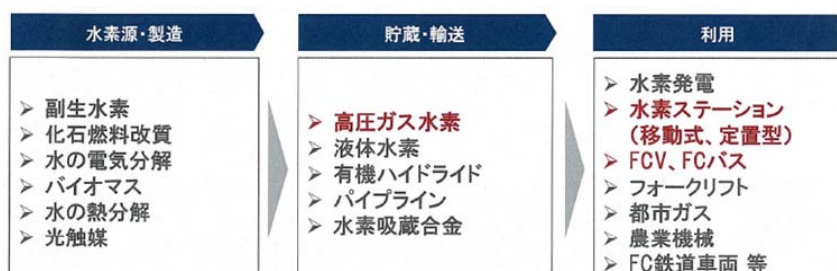 水素源・製造
➢ 副生水素
➢ 化石燃料改質
➢ 水の電気分解
➢ バイオマス
➢ 水の熱分解
➢ 光触媒
貯蔵・輸送
➢ 高圧ガス水素
➢ 液体水素
➢ 有機ハイドライド
➢ パイプライン
➢ 水素吸蔵合金
利用
➢ 水素発電
➢ 水素ステーション
(移動式、定置型)
➢ FCV、FCバス
➢ フォークリフト
➢ 都市ガス
➢ 農業機械
➢ FC鉄道車両 等